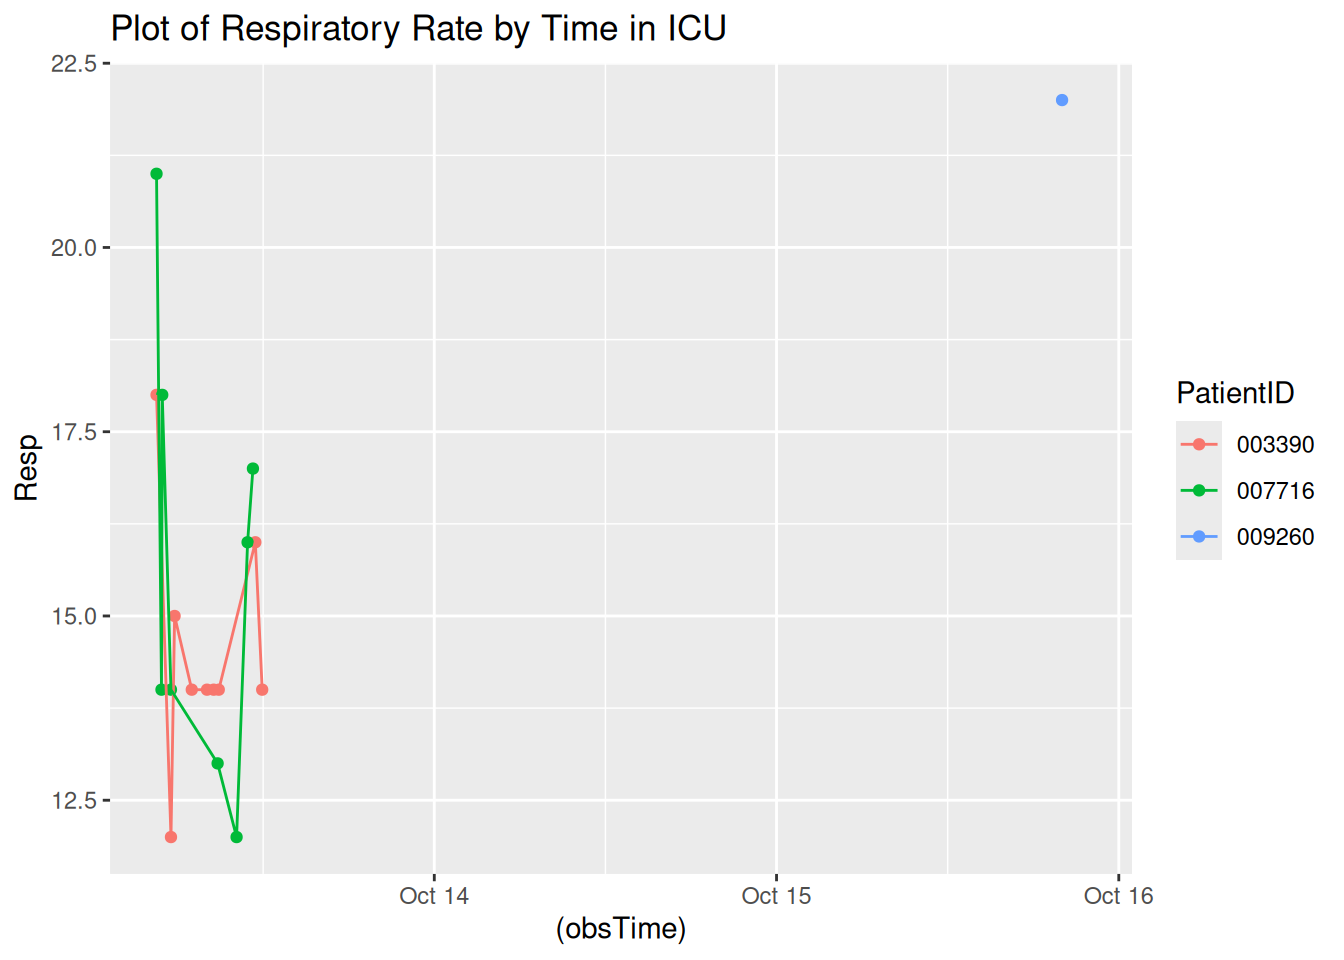 Plot of Respiratory Rate by Time in ICU
22.5
20.0
17.5
15.0
12.5
Resp
Oct 14
Oct 15
Oct 16
(obsTime)
PatientID
003390
007716
009260